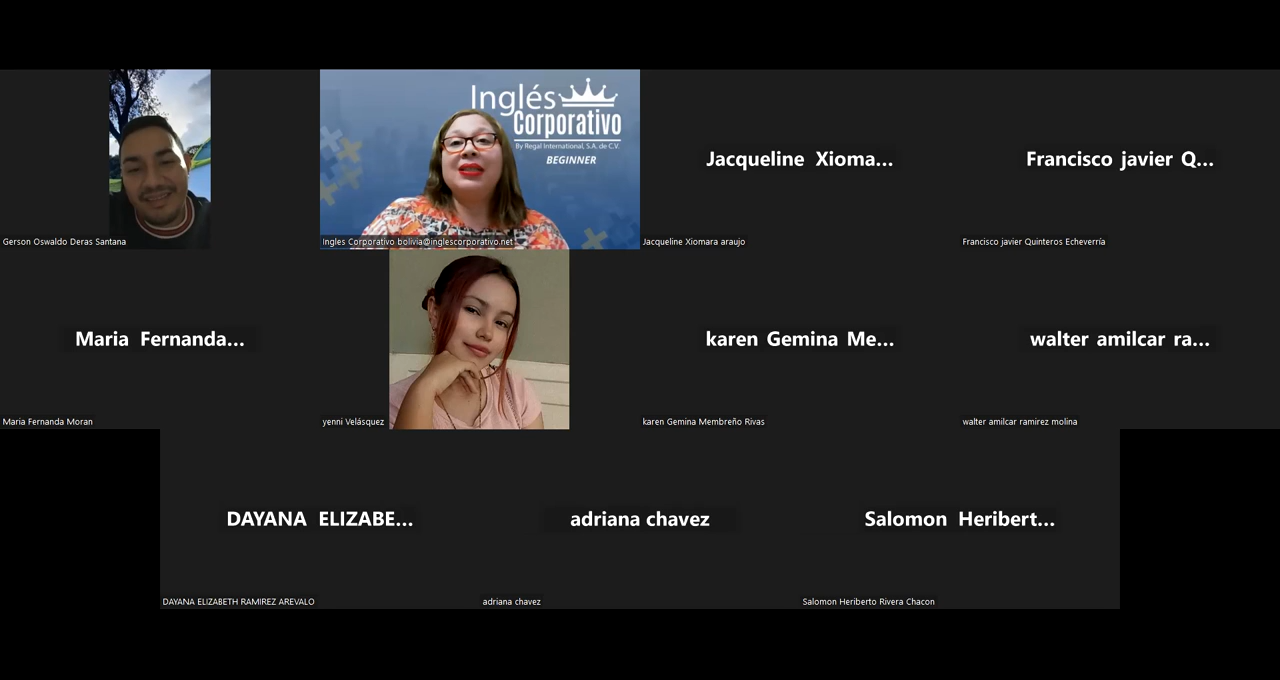 Inglés
Corporativo
By Regal International, S.A. de C.V.
BEGINNER
Jacqueline Xioma...
Francisco javier Q...
Gerson Oswaldo Deras Santana
Ingles Corporativo bolivia@inglescorporativo.net
Jacqueline Xiomara araujo
Francisco javier Quinteros Echeverría
Maria Fernanda...
karen Gemina Me...
walter amilcar ra...
Maria Fernanda Moran
yenni Velásquez
karen Gemina Membreño Rivas
walter amilcar ramirez molina
DAYANA ELIZABE...
adriana chavez
Salomon Heribert...
DAYANA ELIZABETH RAMIREZ AREVALO
adriana chavez
Salomon Heriberto Rivera Chacon